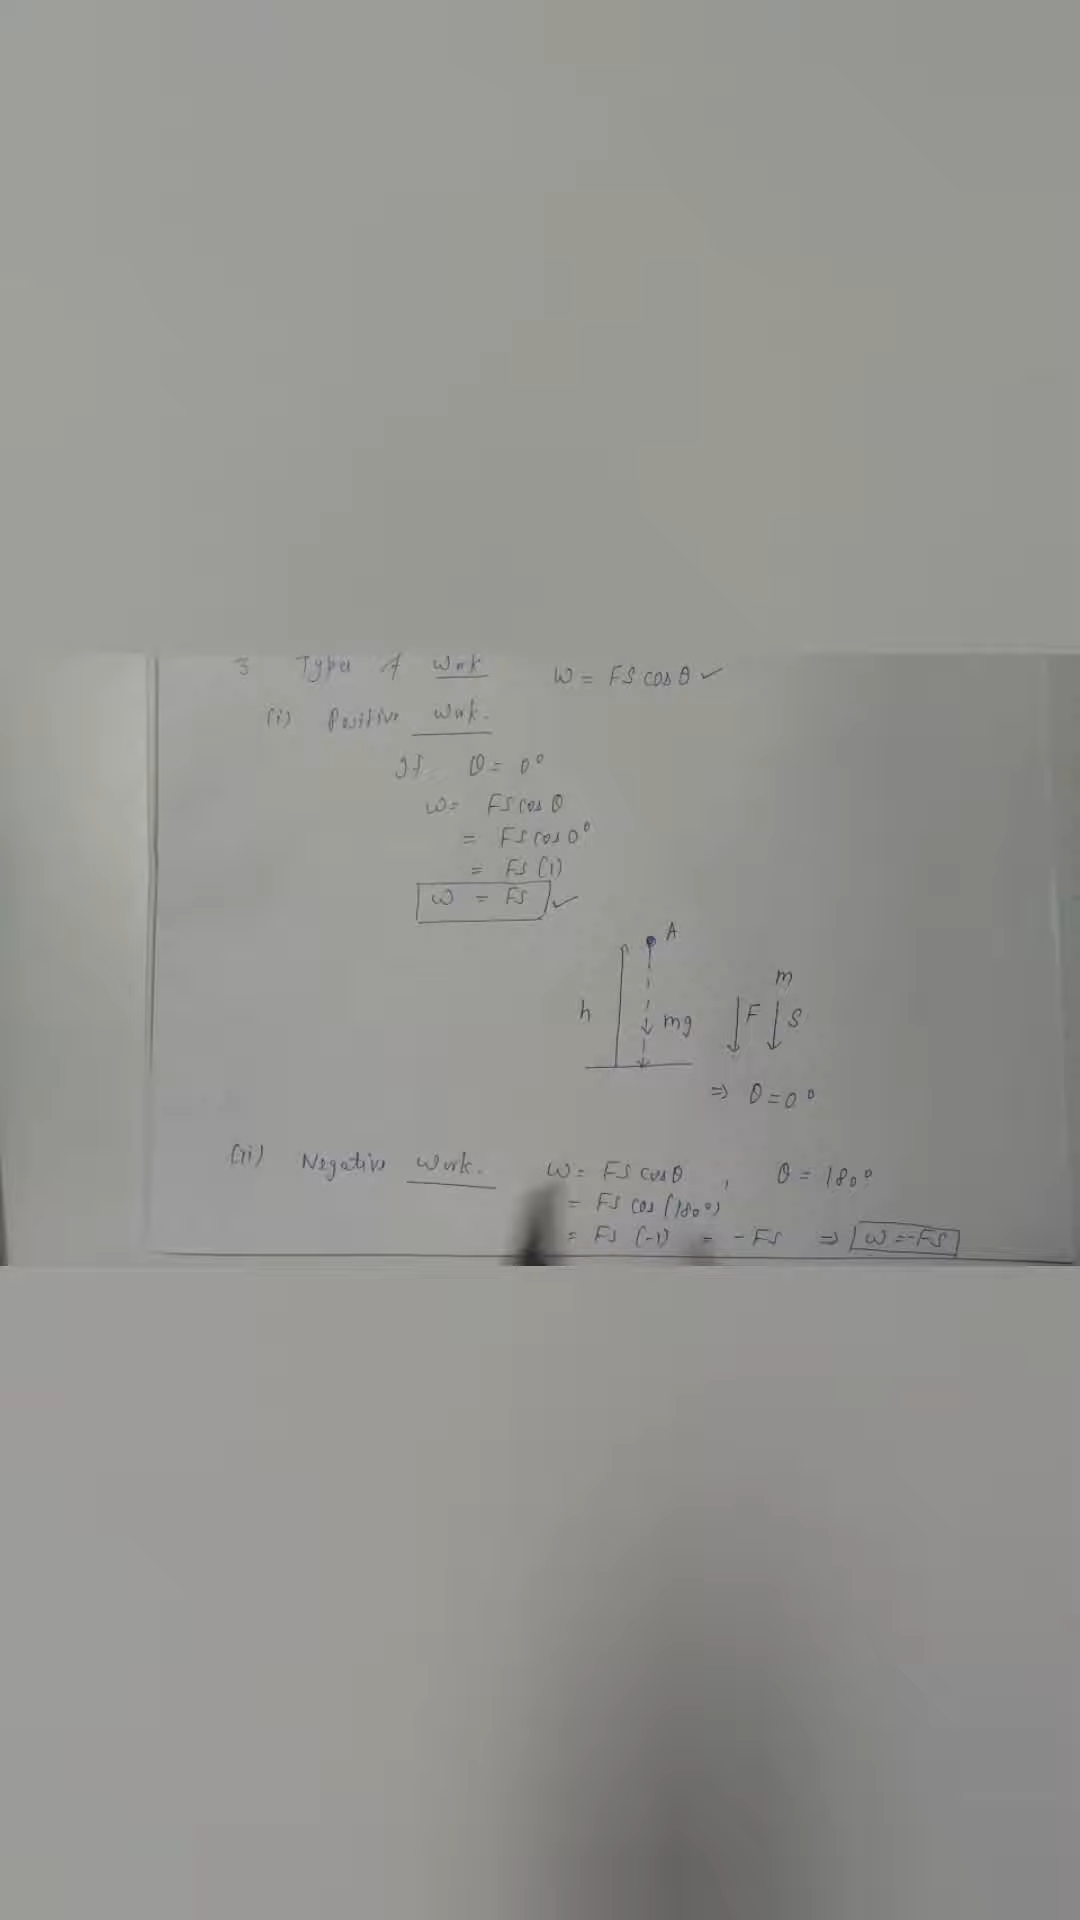 3 Types of Work W = FS cos θ ✓
(i) Positive Work.
If θ = 0°
W = FS cos θ
= FS cos 0°
= FS (1)
W = FS ✓
A
m
h mg F S
⇒ θ = 0°
(ii) Negative Work. W = FS cos θ , θ = 180°
= FS cos (180°)
= FS (-1) = - FS ⇒ W = -FS